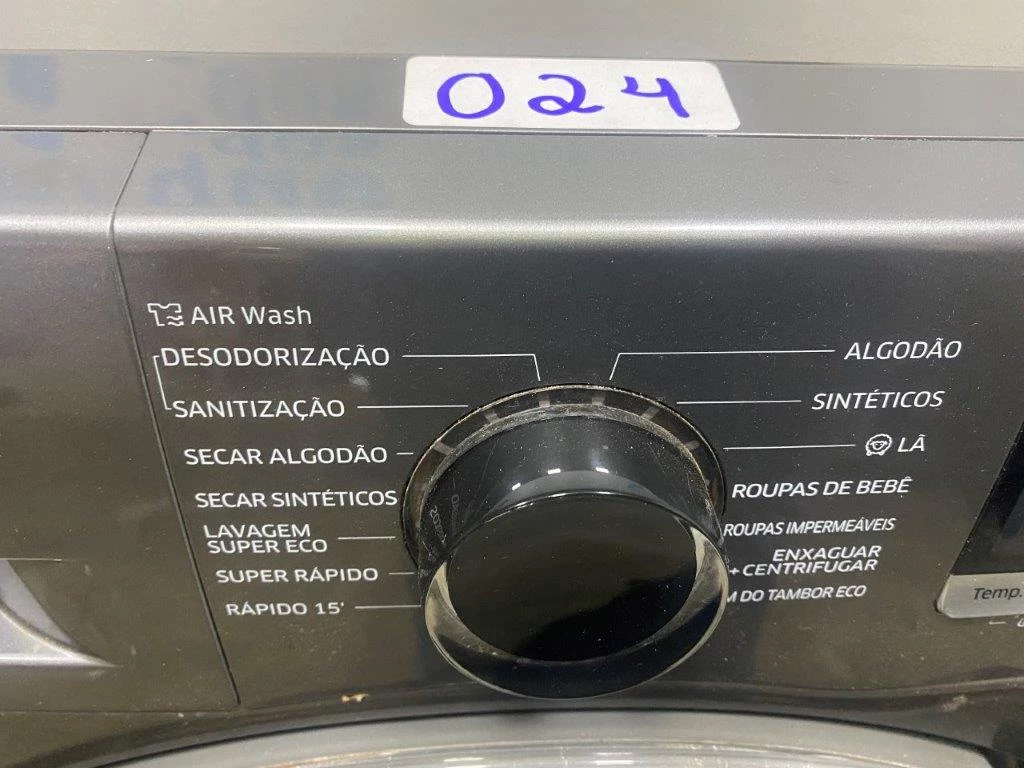 024
AIR Wash
DESODORIZAÇÃO
SANITIZAÇÃO
SECAR ALGODÃO
SECAR SINTÉTICOS
LAVAGEM
SUPER ECO
SUPER RÁPIDO
RÁPIDO 15'
ALGODÃO
SINTÉTICOS
LÃ
ROUPAS DE BEBÊ
ROUPAS IMPERMEÁVEIS
ENXAGUAR
+ CENTRIFUGAR
M DO TAMBOR ECO
Temp.